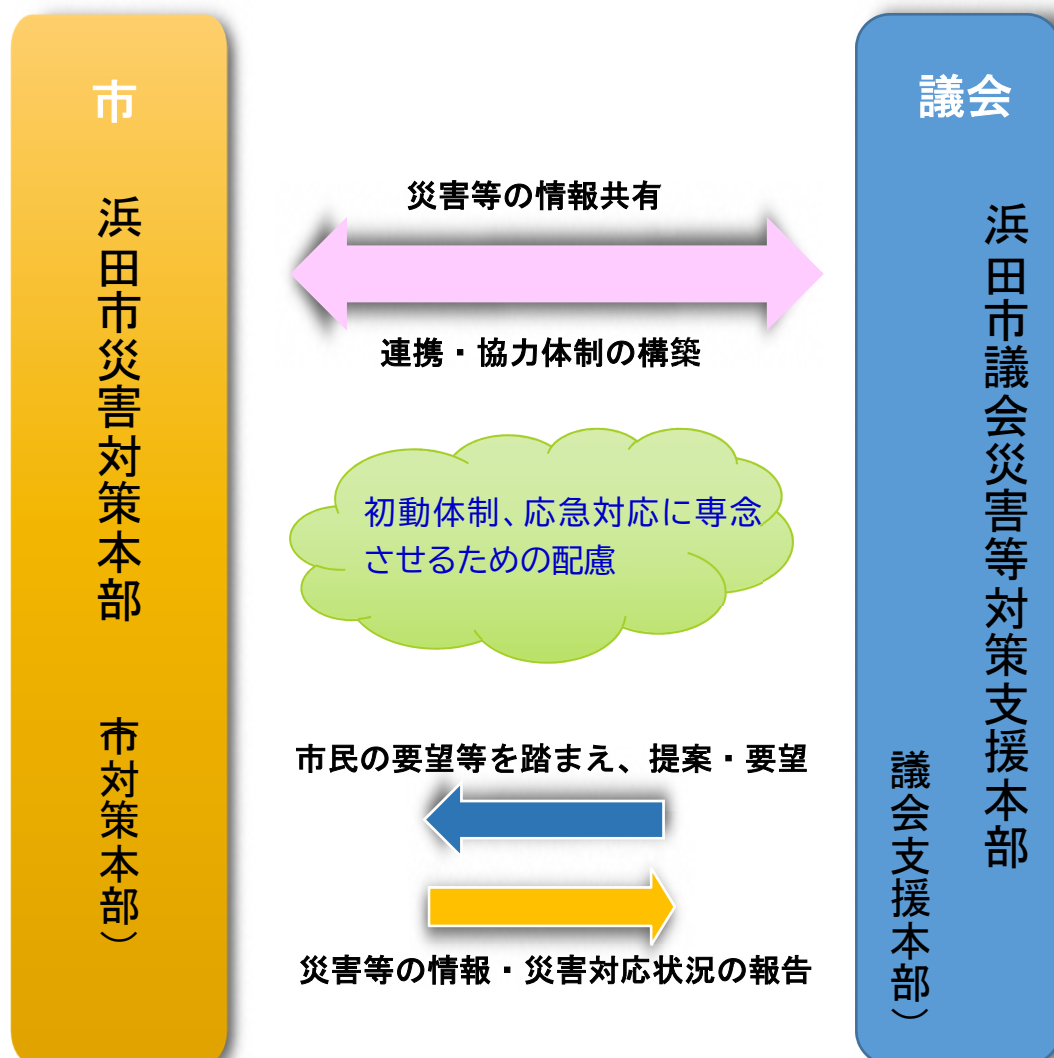 市
浜田市災害対策本部
市対策本部）
災害等の情報共有
連携・協力体制の構築
初動体制、応急対応に専念
させるための配慮
市民の要望等を踏まえ、提案・要望
災害等の情報・災害対応状況の報告
議会
浜田市議会災害等対策支援本部
議会支援本部）